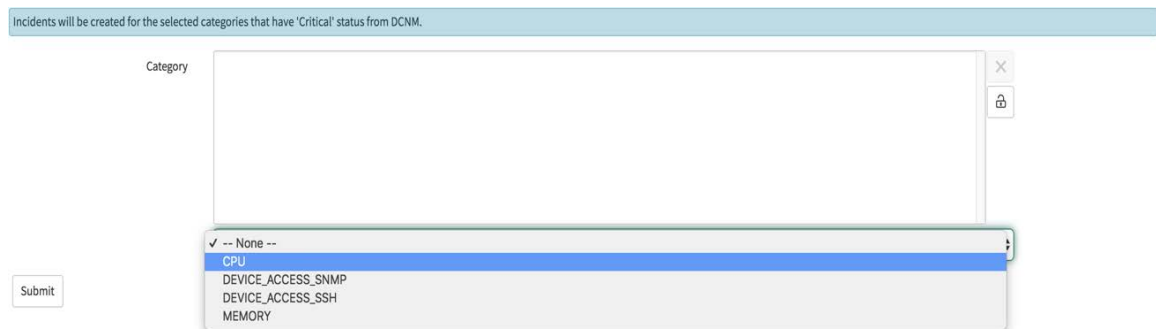 Incidents will be created for the selected categories that have 'Critical' status from DCNM.
Category
-- None --
CPU
DEVICE_ACCESS_SNMP
DEVICE_ACCESS_SSH
MEMORY
Submit